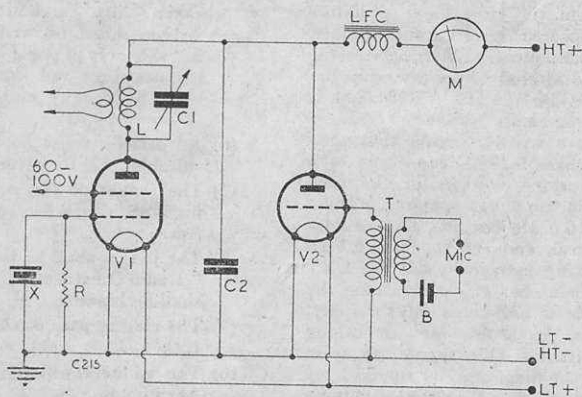 LFC
HT+
M
L
C1
60–
100V
V1
V2
T
MIC
B
C2
X
R
C215
LT-
HT-
LT+